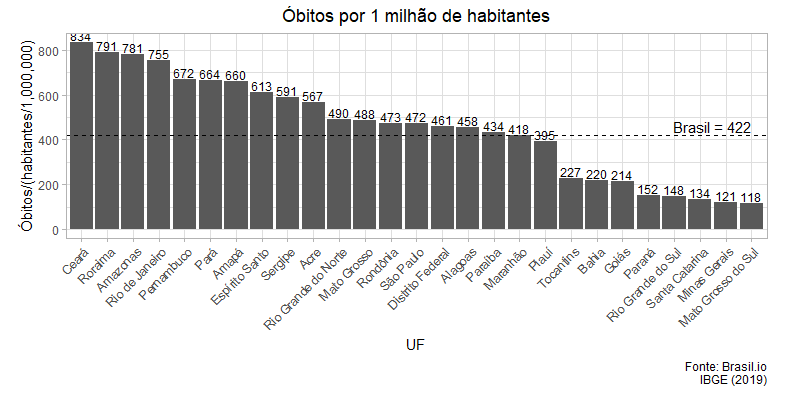 Óbitos por 1 milhão de habitantes
Óbitos/(habitantes/1,000,000)
800
600
400
200
0
834
791
781
755
672
664
660
613
591
567
490
488
473
472
461
458
434
418
395
227
220
214
152
148
134
121
118
Brasil = 422
Ceará
Roraima
Amazonas
Rio de Janeiro
Pernambuco
Pará
Amapá
Espírito Santo
Sergipe
Acre
Rio Grande do Norte
Mato Grosso
Rondônia
São Paulo
Distrito Federal
Alagoas
Paraíba
Maranhão
Piauí
Tocantins
Bahia
Goiás
Paraná
Rio Grande do Sul
Santa Catarina
Minas Gerais
Mato Grosso do Sul
UF
Fonte: Brasil.io
IBGE (2019)